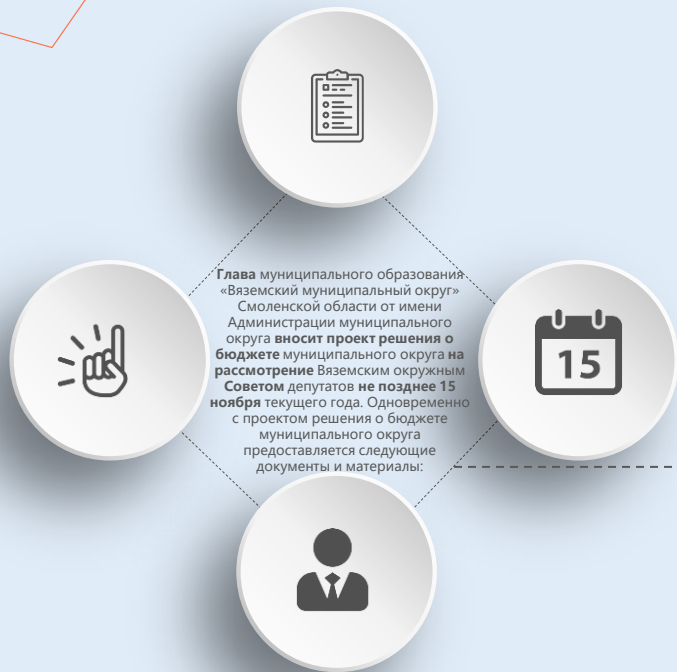 Глава муниципального образования
«Вяземский муниципальный округ»
Смоленской области от имени
Администрации муниципального
округа вносит проект решения о
бюджете муниципального округа на
рассмотрение Вяземским окружным
Советом депутатов не позднее 15
ноября текущего года. Одновременно
с проектом решения о бюджете
муниципального округа
предоставляется следующие
документы и материалы:
15